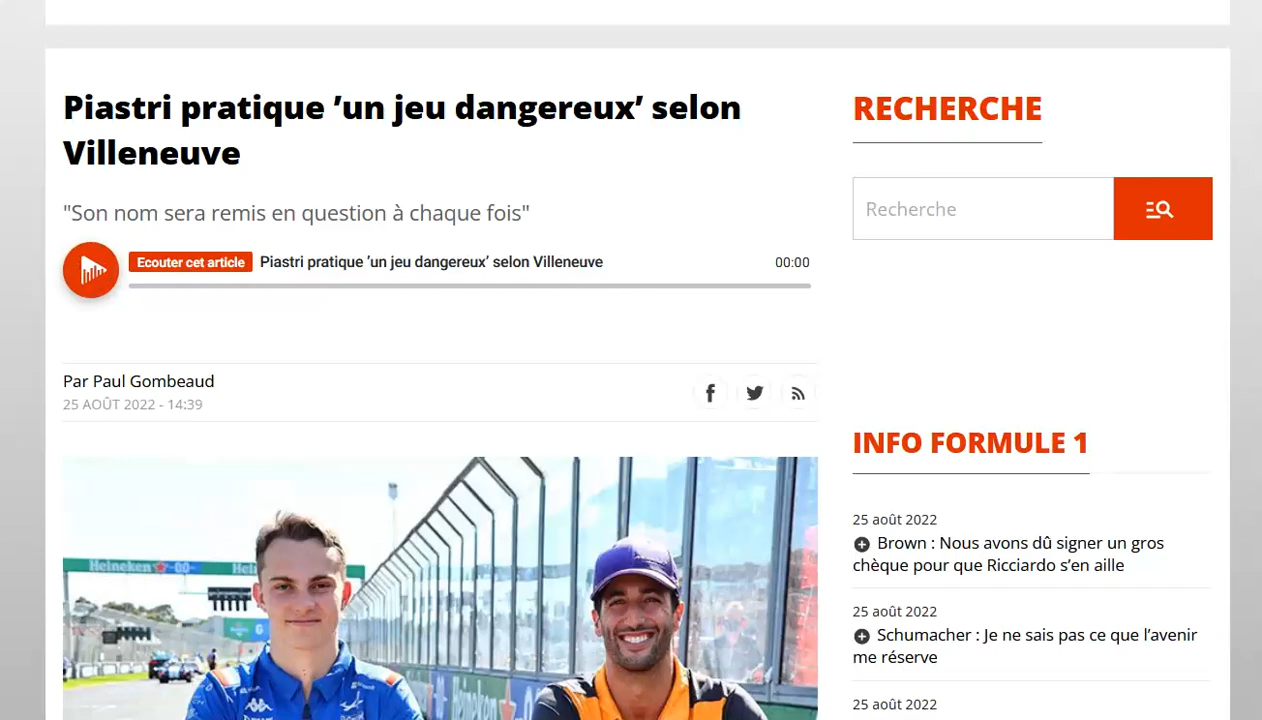 Piastri pratique ’un jeu dangereux’ selon
Villeneuve
"Son nom sera remis en question à chaque fois"
Ecouter cet article Piastri pratique ’un jeu dangereux’ selon Villeneuve 00:00
Par Paul Gombeaud
25 AOÛT 2022 - 14:39
Heineken
Heineken
RECHERCHE
Recherche
INFO FORMULE 1
25 août 2022
Brown : Nous avons dû signer un gros
chèque pour que Ricciardo s’en aille
25 août 2022
Schumacher : Je ne sais pas ce que l’avenir
me réserve
25 août 2022